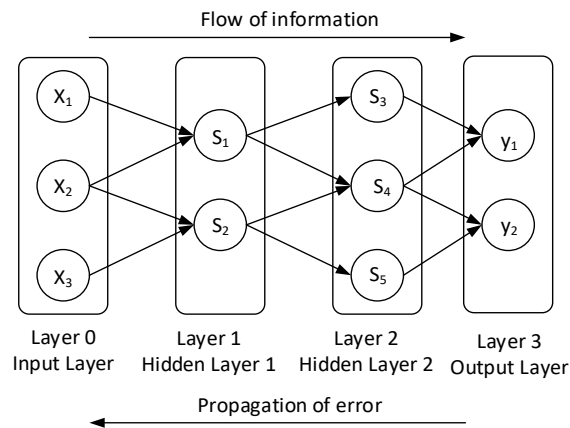 Flow of information
X₁
X₂
X₃
S₁
S₂
S₃
S₄
S₅
y₁
y₂
Layer 0
Input Layer
Layer 1
Hidden Layer 1
Layer 2
Hidden Layer 2
Layer 3
Output Layer
Propagation of error